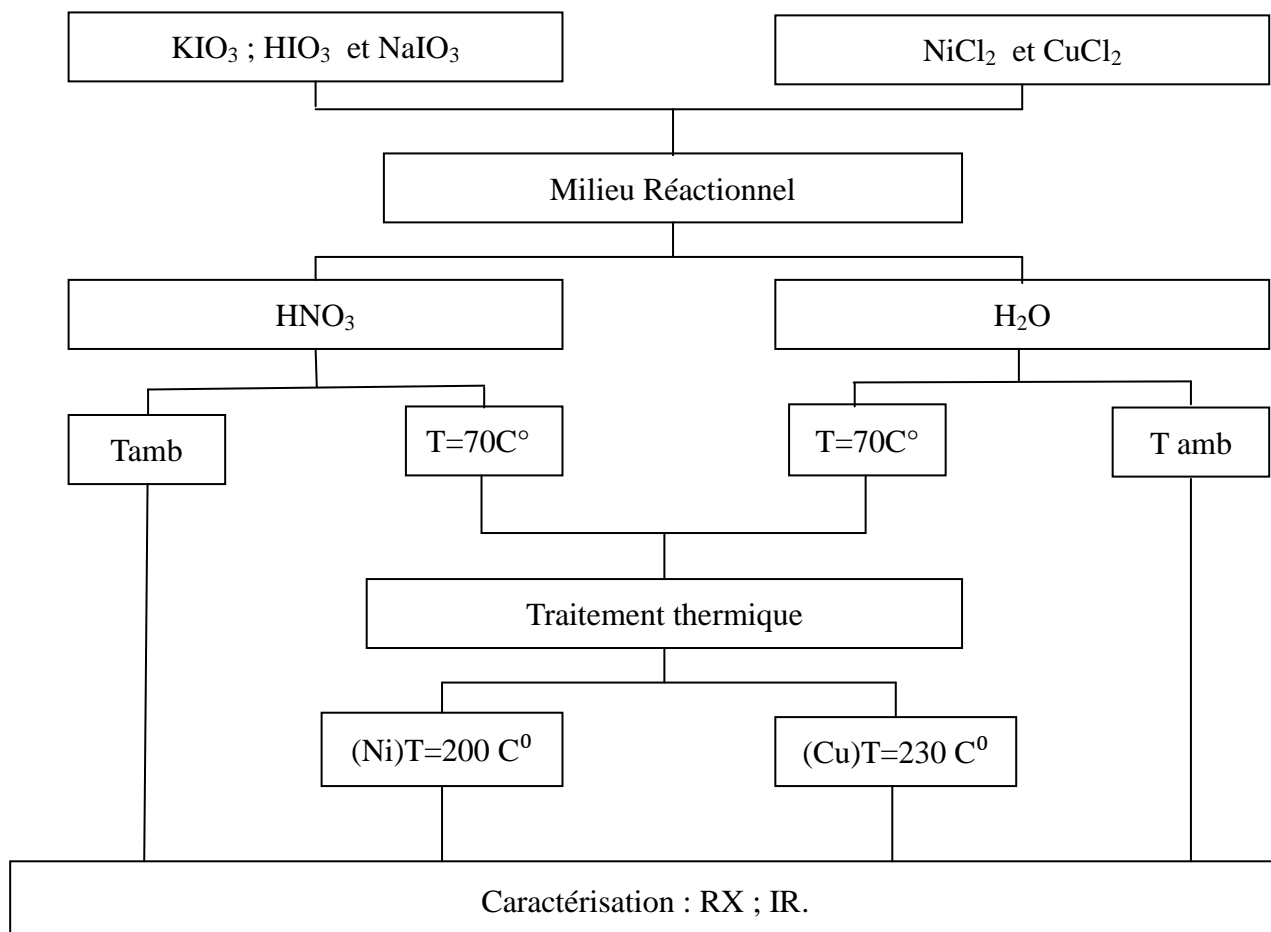 KIO₃ ; HIO₃ et NaIO₃
NiCl₂ et CuCl₂
Milieu Réactionnel
HNO₃
H₂O
Tamb
T=70C°
T=70C°
T amb
Traitement thermique
(Ni)T=200 C⁰
(Cu)T=230 C⁰
Caractérisation : RX ; IR.